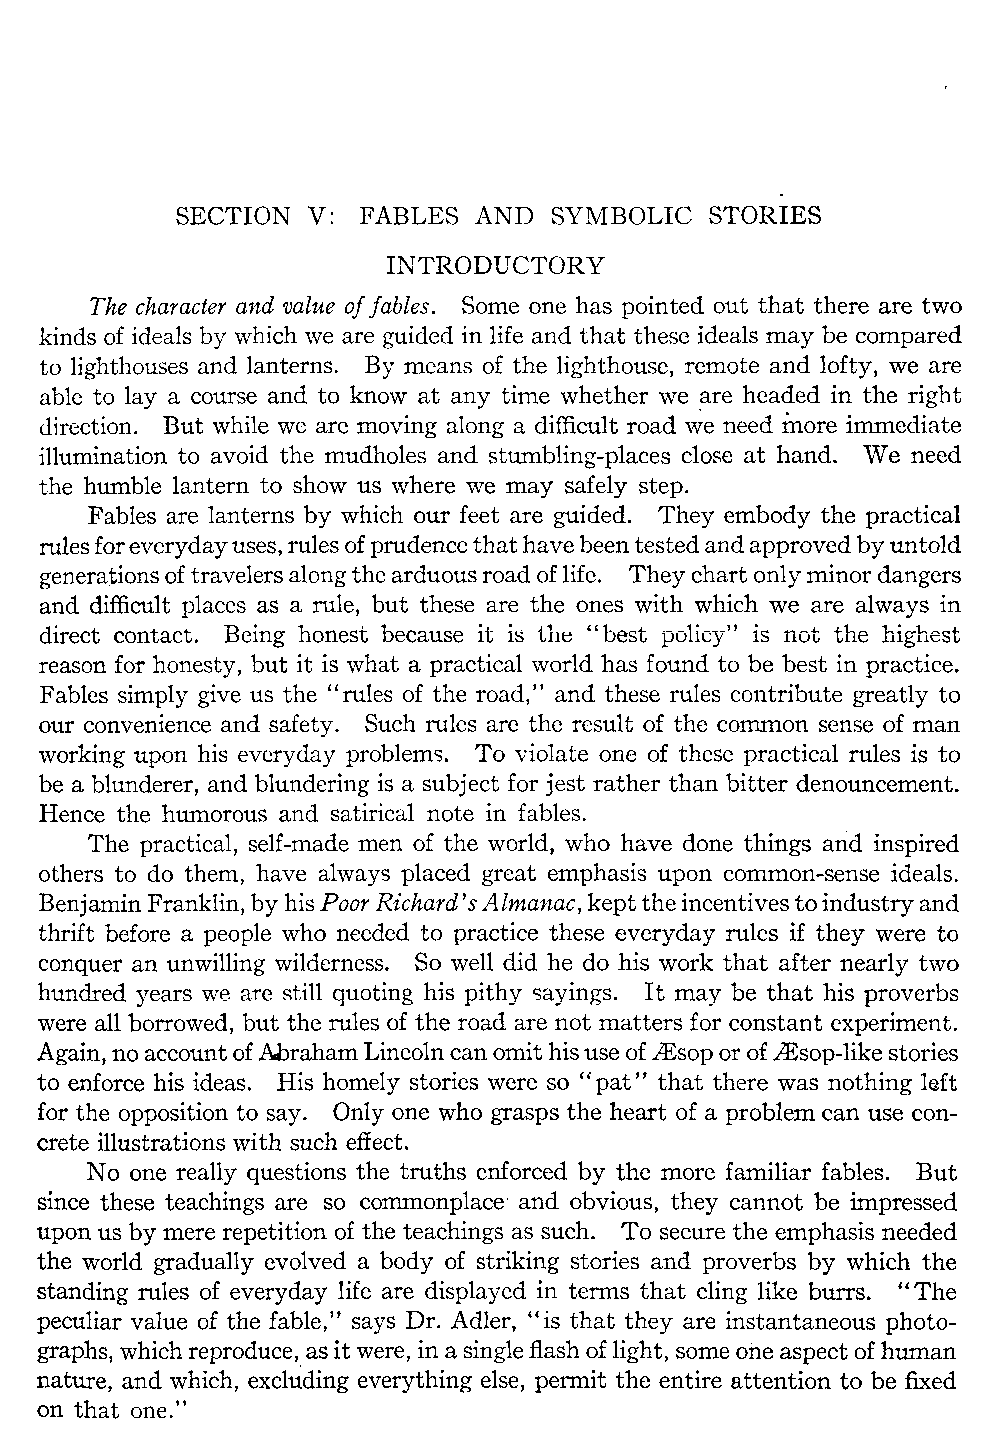 SECTION V: FABLES AND SYMBOLIC STORIES
INTRODUCTORY
The character and value of fables. Some one has pointed out that there are two
kinds of ideals by which we are guided in life and that these ideals may be compared
to lighthouses and lanterns. By means of the lighthouse, remote and lofty, we are
able to lay a course and to know at any time whether we are headed in the right
direction. But while we are moving along a difficult road we need more immediate
illumination to avoid the mudholes and stumbling-places close at hand. We need
the humble lantern to show us where we may safely step.
Fables are lanterns by which our feet are guided. They embody the practical
rules for everyday uses, rules of prudence that have been tested and approved by untold
generations of travelers along the arduous road of life. They chart only minor dangers
and difficult places as a rule, but these are the ones with which we are always in
direct contact. Being honest because it is the "best policy" is not the highest
reason for honesty, but it is what a practical world has found to be best in practice.
Fables simply give us the "rules of the road," and these rules contribute greatly to
our convenience and safety. Such rules are the result of the common sense of man
working upon his everyday problems. To violate one of these practical rules is to
be a blunderer, and blundering is a subject for jest rather than bitter denouncement.
Hence the humorous and satirical note in fables.
The practical, self-made men of the world, who have done things and inspired
others to do them, have always placed great emphasis upon common-sense ideals.
Benjamin Franklin, by his Poor Richard's Almanac, kept the incentives to industry and
thrift before a people who needed to practice these everyday rules if they were to
conquer an unwilling wilderness. So well did he do his work that after nearly two
hundred years we are still quoting his pithy sayings. It may be that his proverbs
were all borrowed, but the rules of the road are not matters for constant experiment.
Again, no account of Abraham Lincoln can omit his use of Æsop or of Æsop-like stories
to enforce his ideas. His homely stories were so "pat" that there was nothing left
for the opposition to say. Only one who grasps the heart of a problem can use con-
crete illustrations with such effect.
No one really questions the truths enforced by the more familiar fables. But
since these teachings are so commonplace and obvious, they cannot be impressed
upon us by mere repetition of the teachings as such. To secure the emphasis needed
the world gradually evolved a body of striking stories and proverbs by which the
standing rules of everyday life are displayed in terms that cling like burrs. "The
peculiar value of the fable," says Dr. Adler, "is that they are instantaneous photo-
graphs, which reproduce, as it were, in a single flash of light, some one aspect of human
nature, and which, excluding everything else, permit the entire attention to be fixed
on that one."